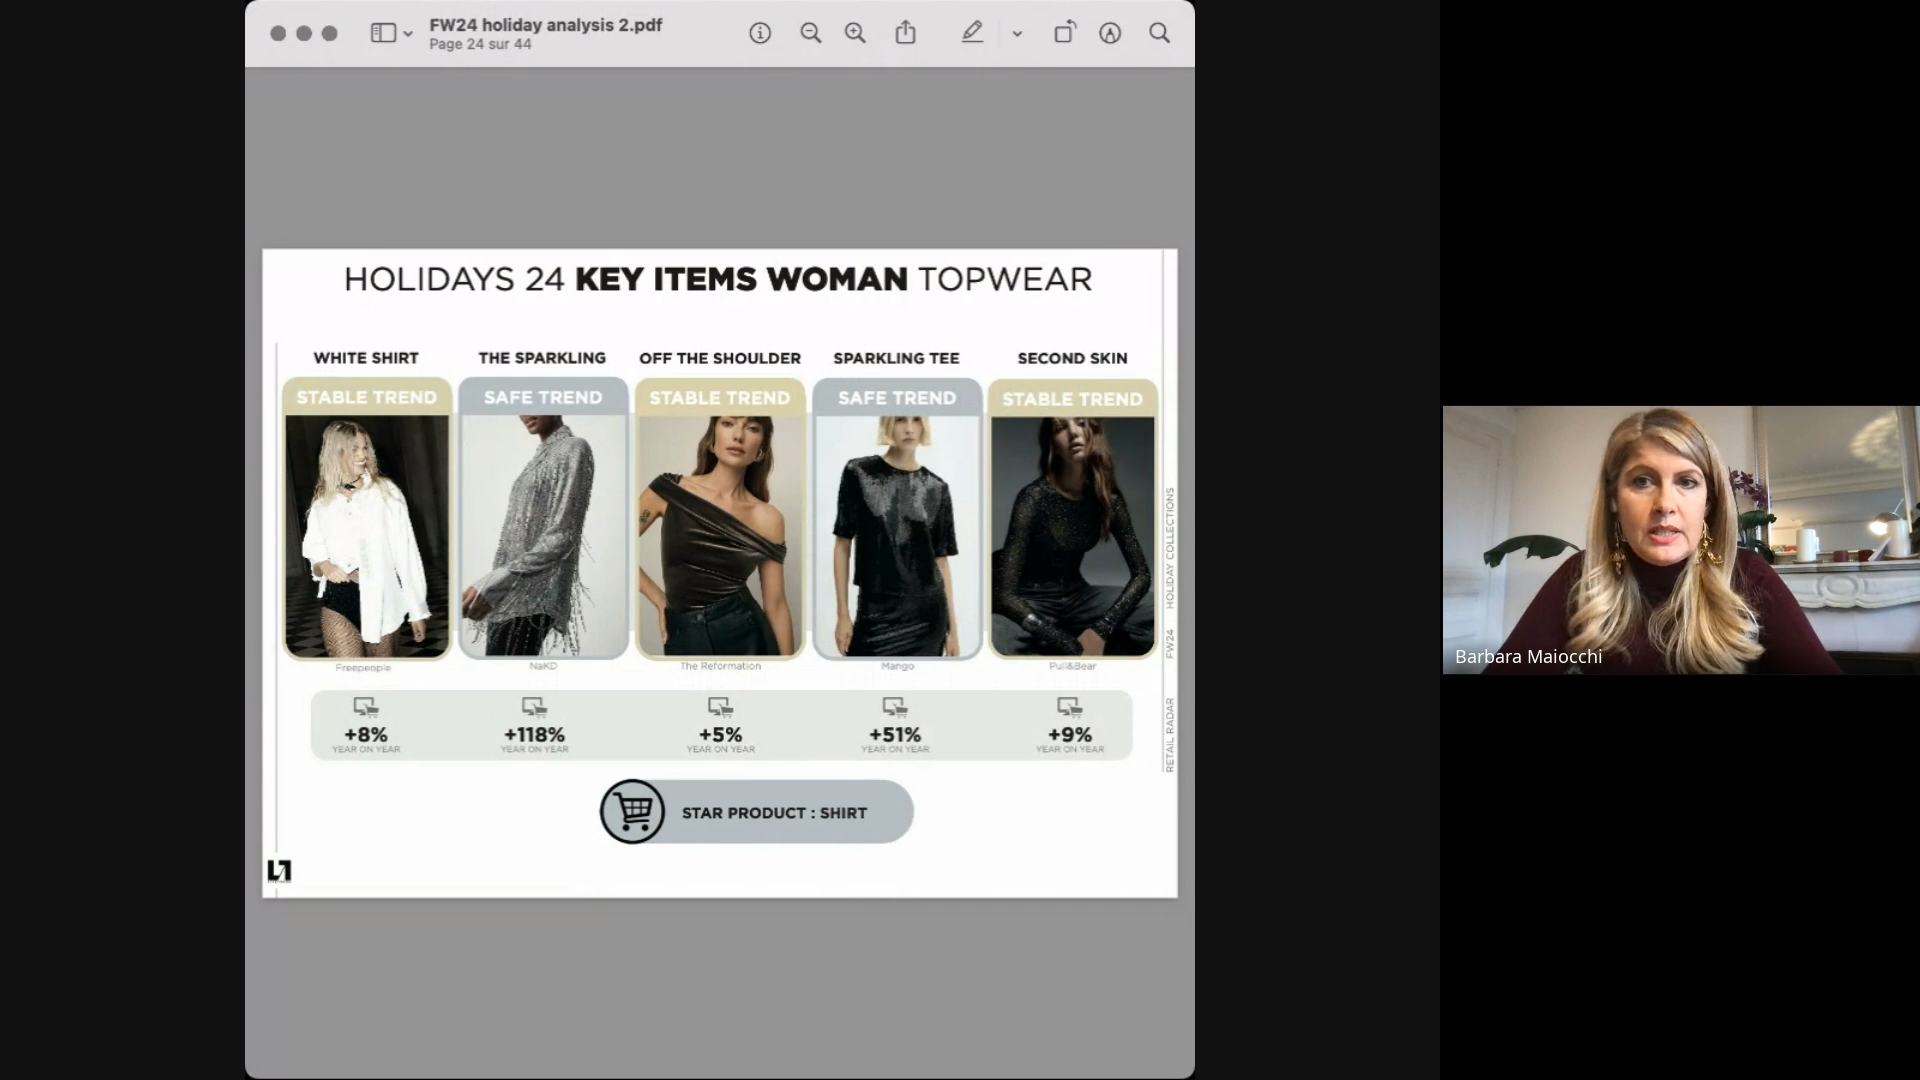 FW24 holiday analysis 2.pdf
Page 24 sur 44
HOLIDAYS 24 KEY ITEMS WOMAN TOPWEAR
WHITE SHIRT
THE SPARKLING
OFF THE SHOULDER
SPARKLING TEE
SECOND SKIN
STABLE TREND
SAFE TREND
STABLE TREND
SAFE TREND
STABLE TREND
Freepeople
NaKD
The Reformation
Mango
Pull&Bear
+8%
+118%
+5%
+51%
+9%
YEAR ON YEAR
YEAR ON YEAR
YEAR ON YEAR
YEAR ON YEAR
YEAR ON YEAR
STAR PRODUCT : SHIRT
RETAIL RADAR FW24 HOLIDAY COLLECTIONS
Barbara Maiocchi